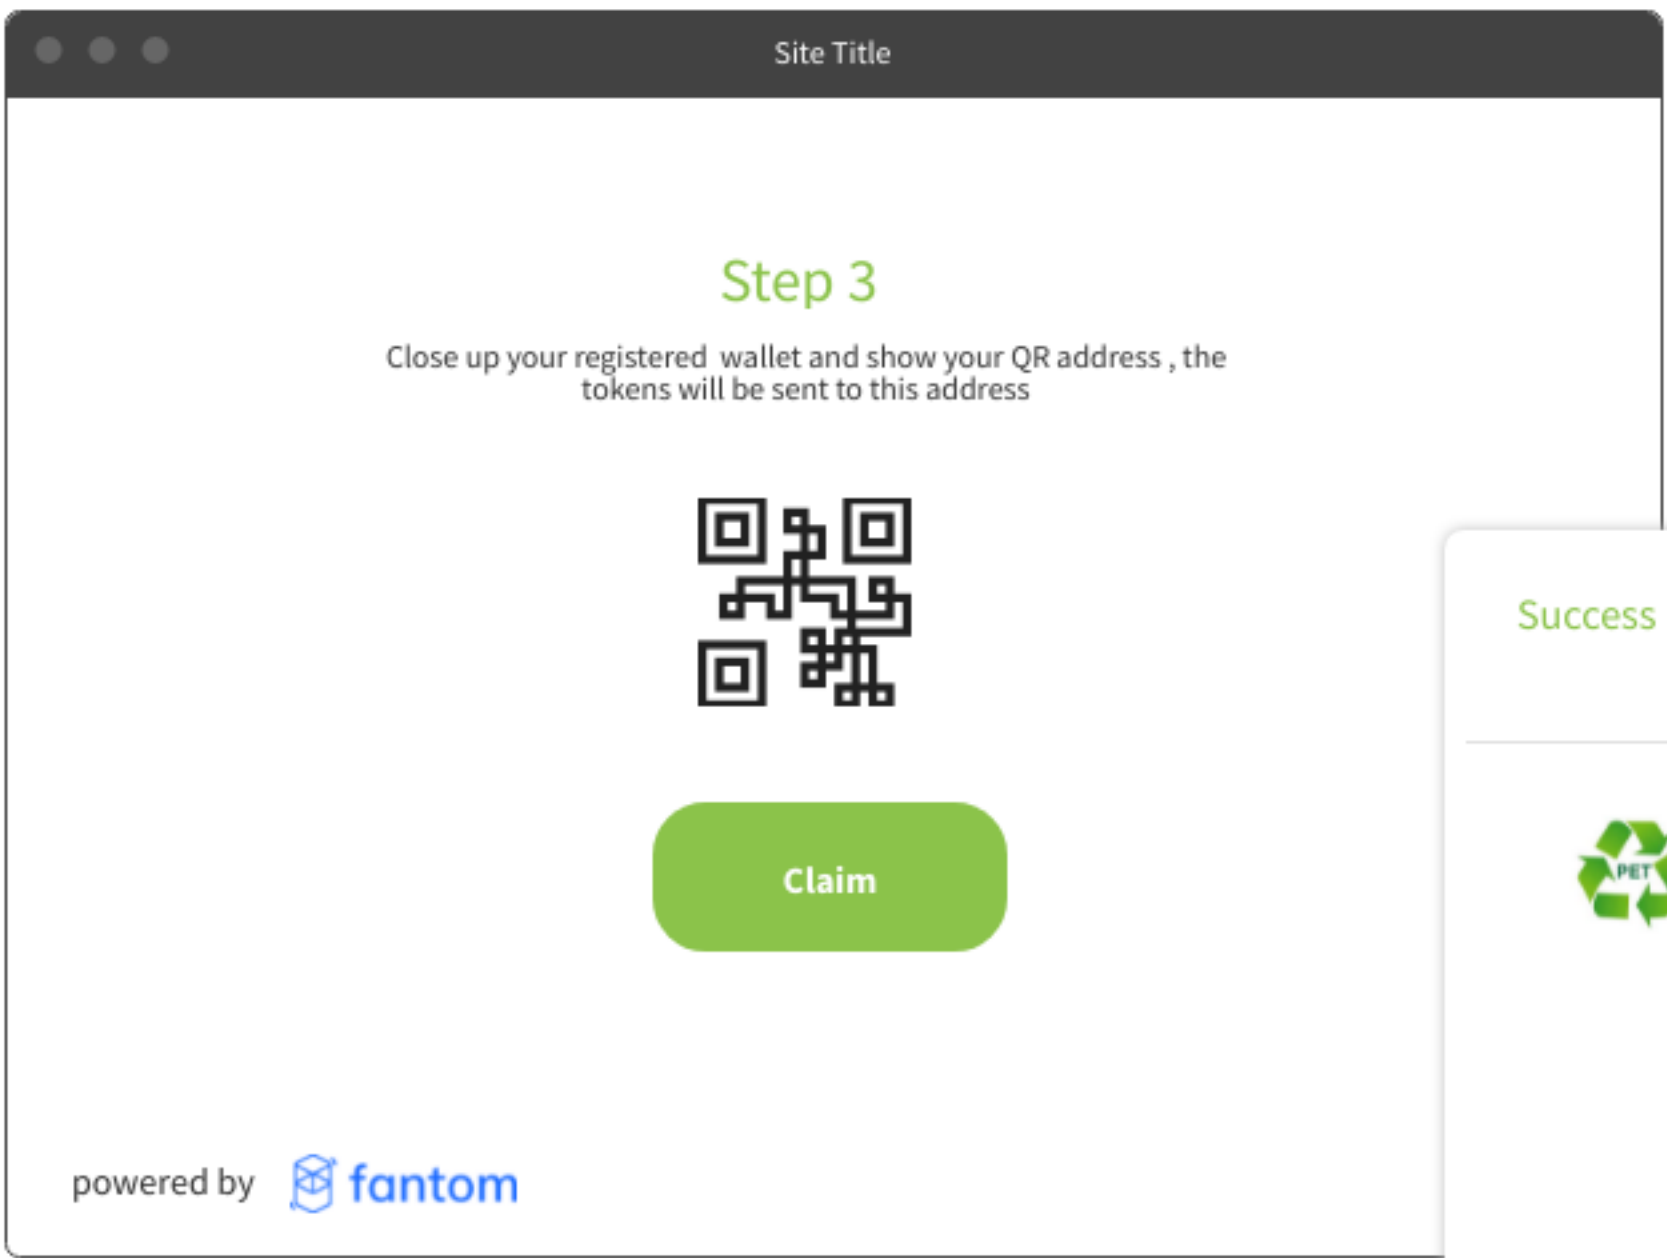 Site Title
Step 3
Close up your registered  wallet and show your QR address , the
tokens will be sent to this address
Success
PET
Claim
powered by fantom